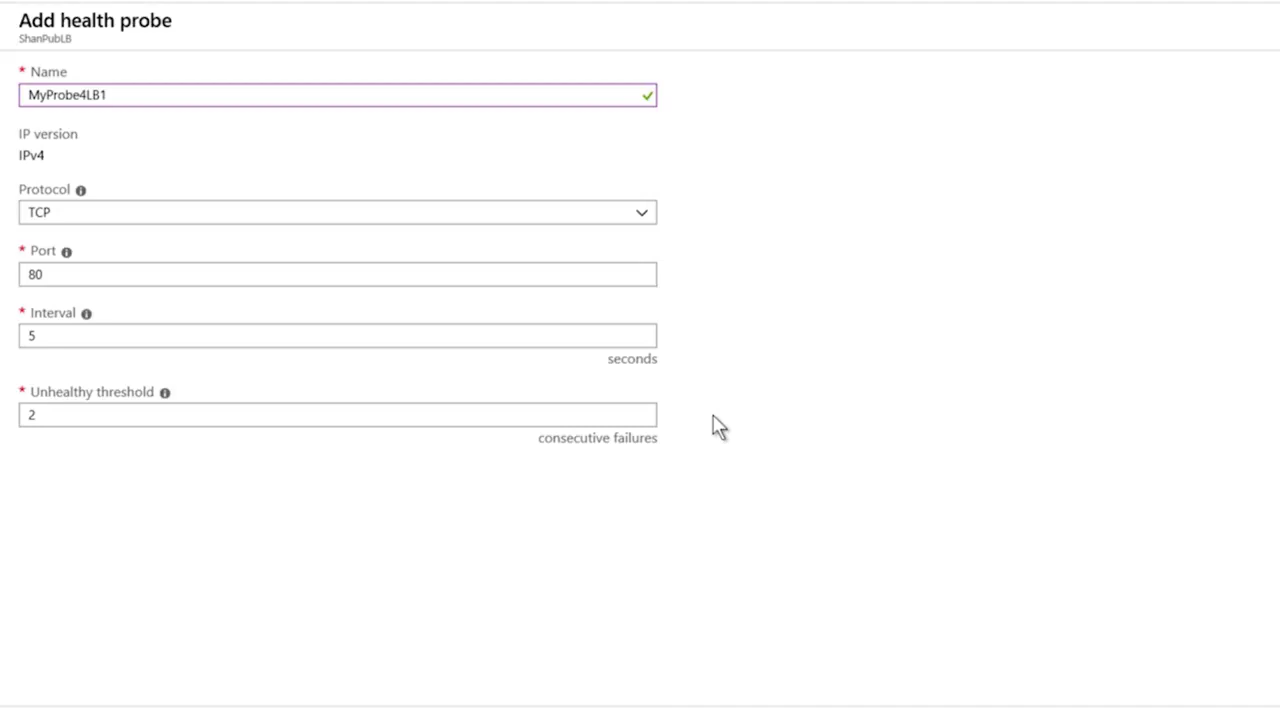 Add health probe
ShanPubLB
* Name
MyProbe4LB1
IP version
IPv4
Protocol
TCP
* Port
80
* Interval
5
seconds
* Unhealthy threshold
2
consecutive failures